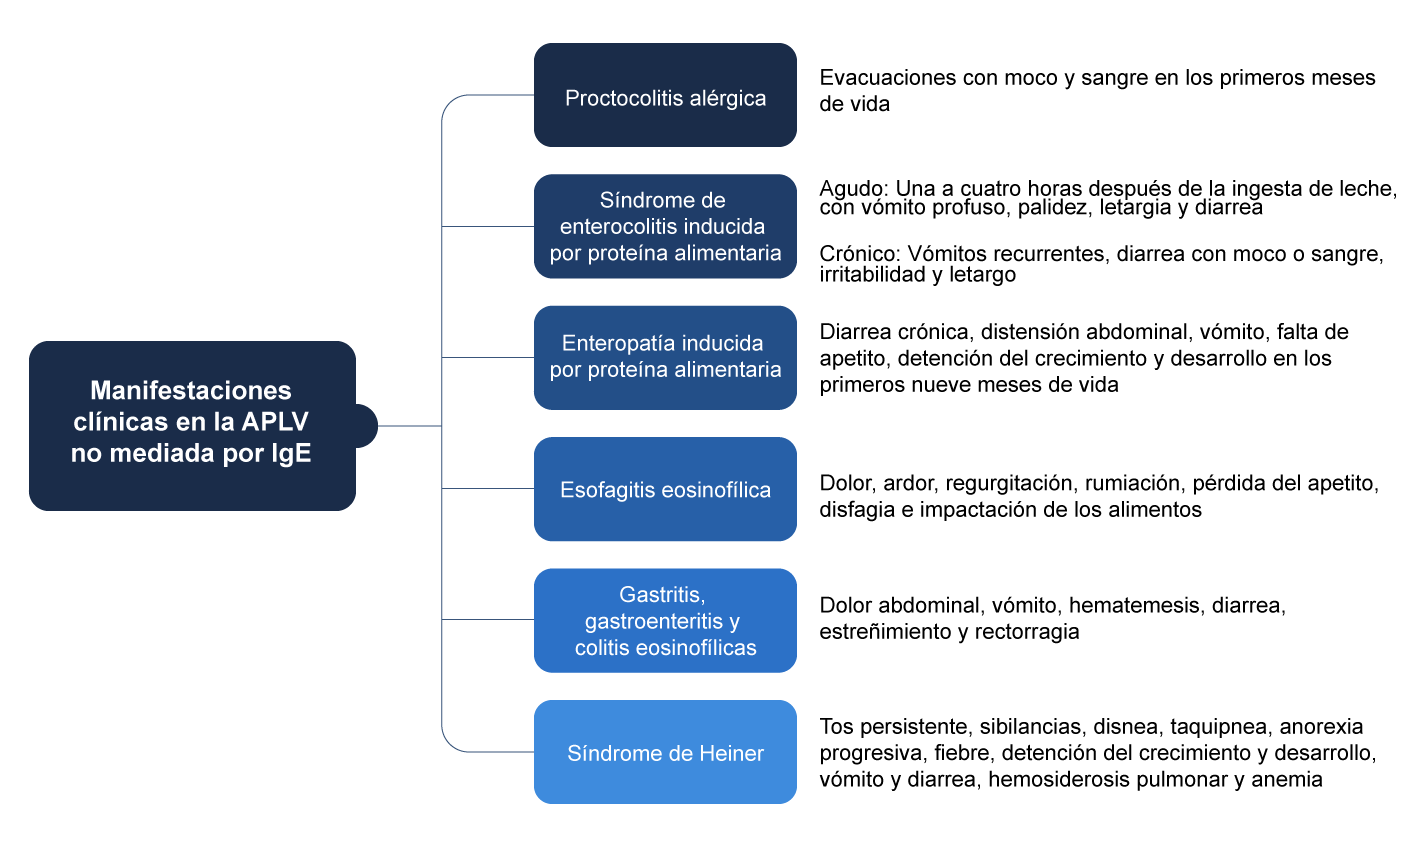 Manifestaciones
clínicas en la APLV
no mediada por IgE
Proctocolitis alérgica
Evacuaciones con moco y sangre en los primeros meses
de vida
Síndrome de
enterocolitis inducida
por proteína alimentaria
Agudo: Una a cuatro horas después de la ingesta de leche,
con vómito profuso, palidez, letargia y diarrea
Crónico: Vómitos recurrentes, diarrea con moco o sangre,
irritabilidad y letargo
Enteropatía inducida
por proteína alimentaria
Diarrea crónica, distensión abdominal, vómito, falta de
apetito, detención del crecimiento y desarrollo en los
primeros nueve meses de vida
Esofagitis eosinofílica
Dolor, ardor, regurgitación, rumiación, pérdida del apetito,
disfagia e impactación de los alimentos
Gastritis,
gastroenteritis y
colitis eosinofílicas
Dolor abdominal, vómito, hematemesis, diarrea,
estreñimiento y rectorragia
Síndrome de Heiner
Tos persistente, sibilancias, disnea, taquipnea, anorexia
progresiva, fiebre, detención del crecimiento y desarrollo,
vómito y diarrea, hemosiderosis pulmonar y anemia